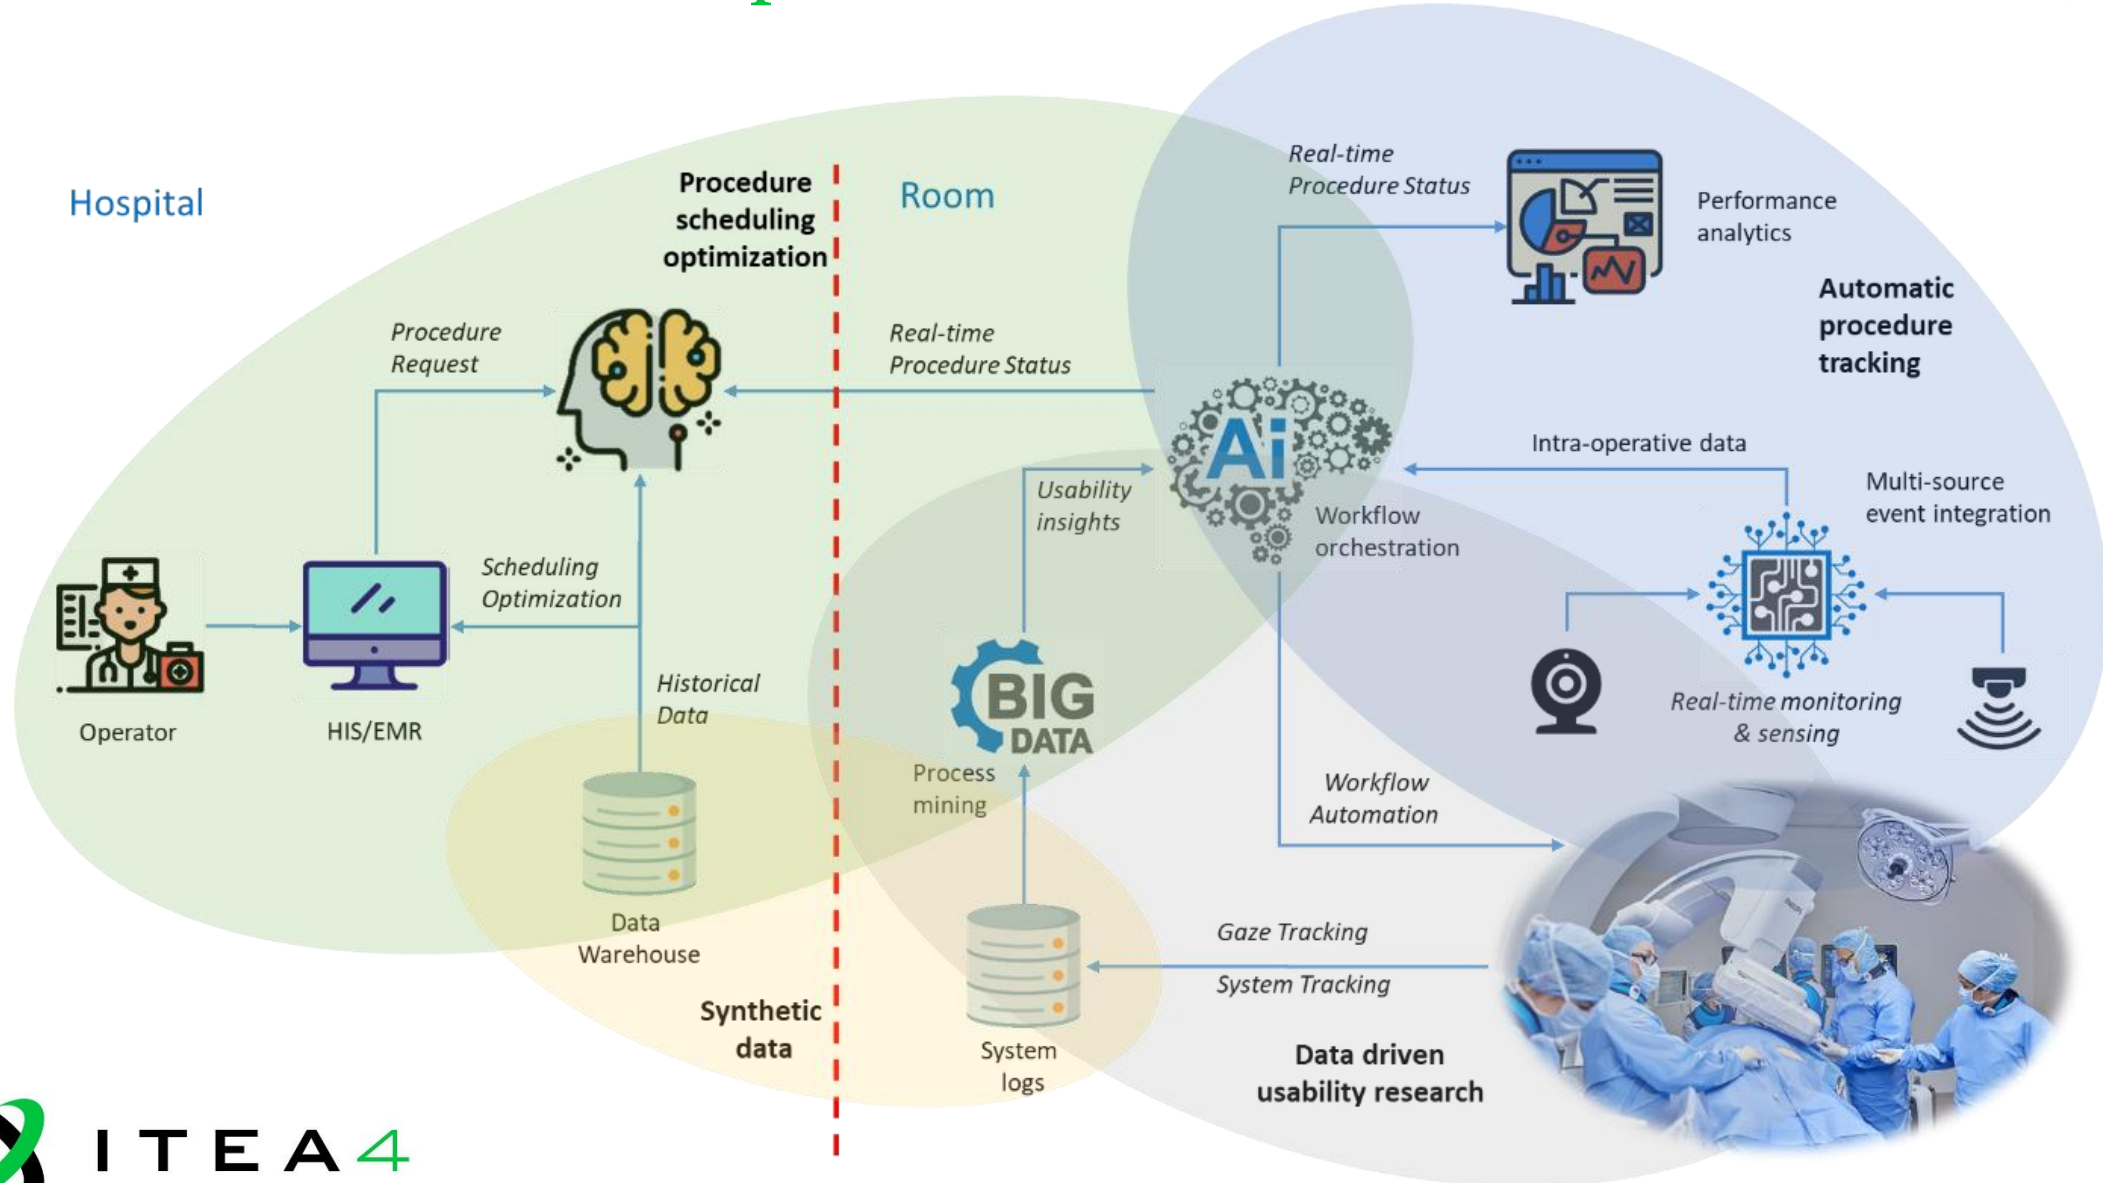 Hospital
Procedure
scheduling
optimization
Room
Real-time
Procedure Status
Performance
analytics
Automatic
procedure
tracking
Procedure
Request
Real-time
Procedure Status
Ai
Intra-operative data
Multi-source
event integration
Usability
insights
Workflow
orchestration
Scheduling
Optimization
Operator
HIS/EMR
Historical
Data
BIG
DATA
Process
mining
Real-time monitoring
& sensing
Workflow
Automation
Data
Warehouse
Gaze Tracking
System Tracking
Synthetic
data
System
logs
Data driven
usability research
PHILIPS
ITEA4